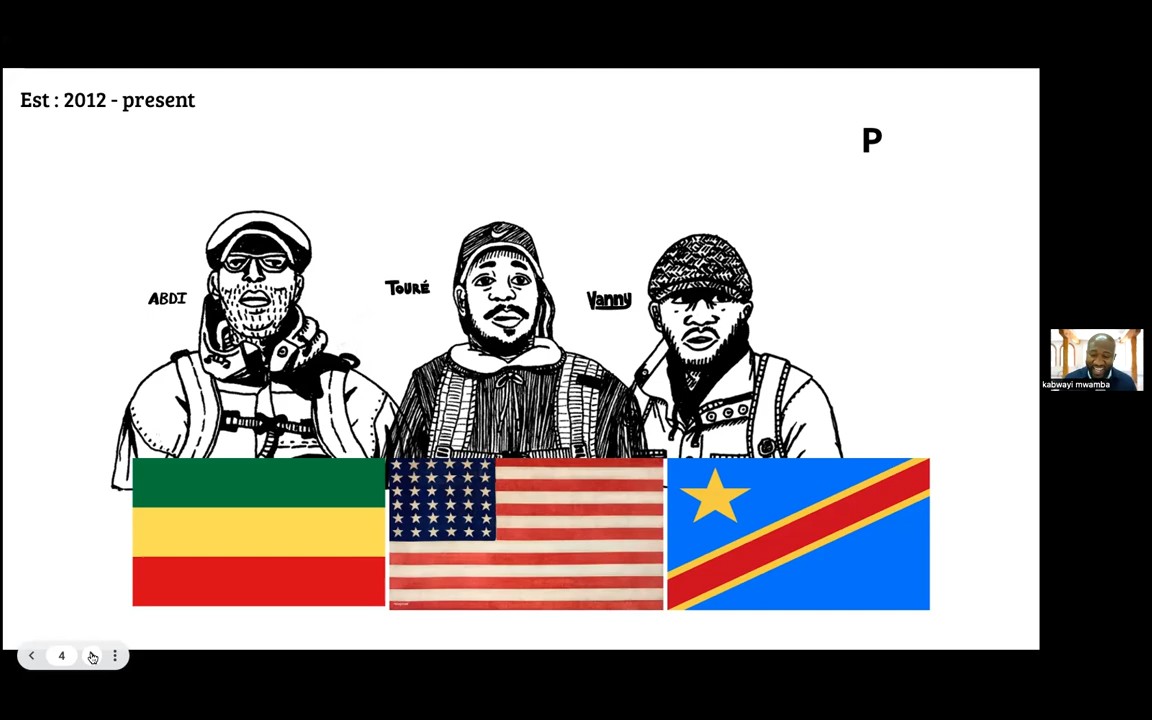 Est : 2012 - present
P
ABDI
TOURÉ
Vanny
kabwayi mwamba
4